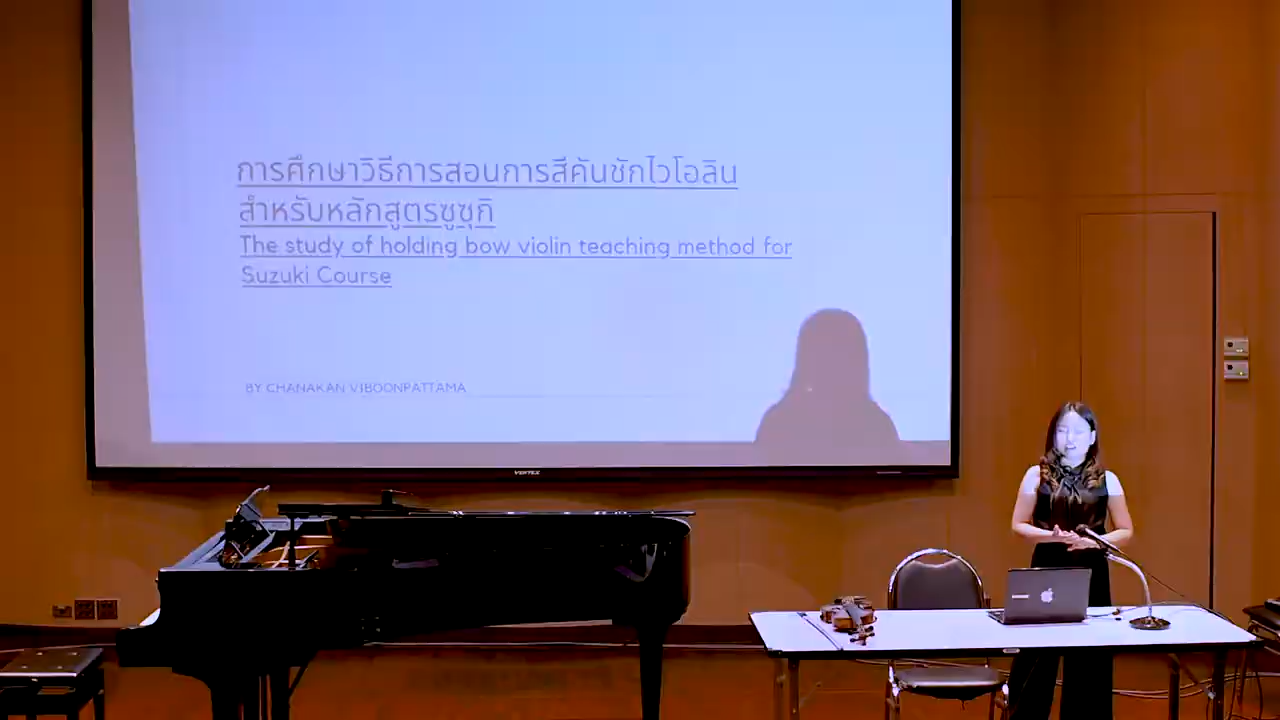 การศึกษาวิธีการสอนการสีคันชักไวโอลิน
สำหรับหลักสูตรซูซุกิ
The study of holding bow violin teaching method for
Suzuki Course
BY CHANAKAN VIBOONPATTAMA
VERTEX